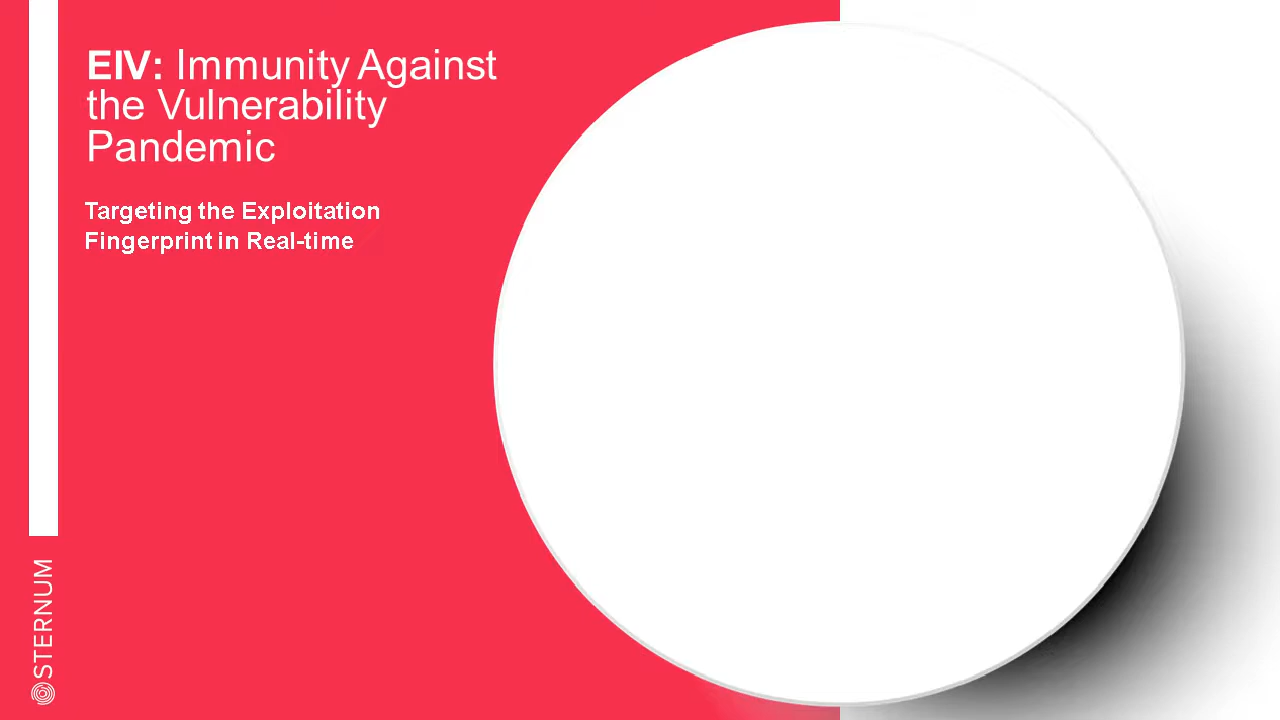 EIV: Immunity Against
the Vulnerability
Pandemic
Targeting the Exploitation
Fingerprint in Real-time
STERNUM